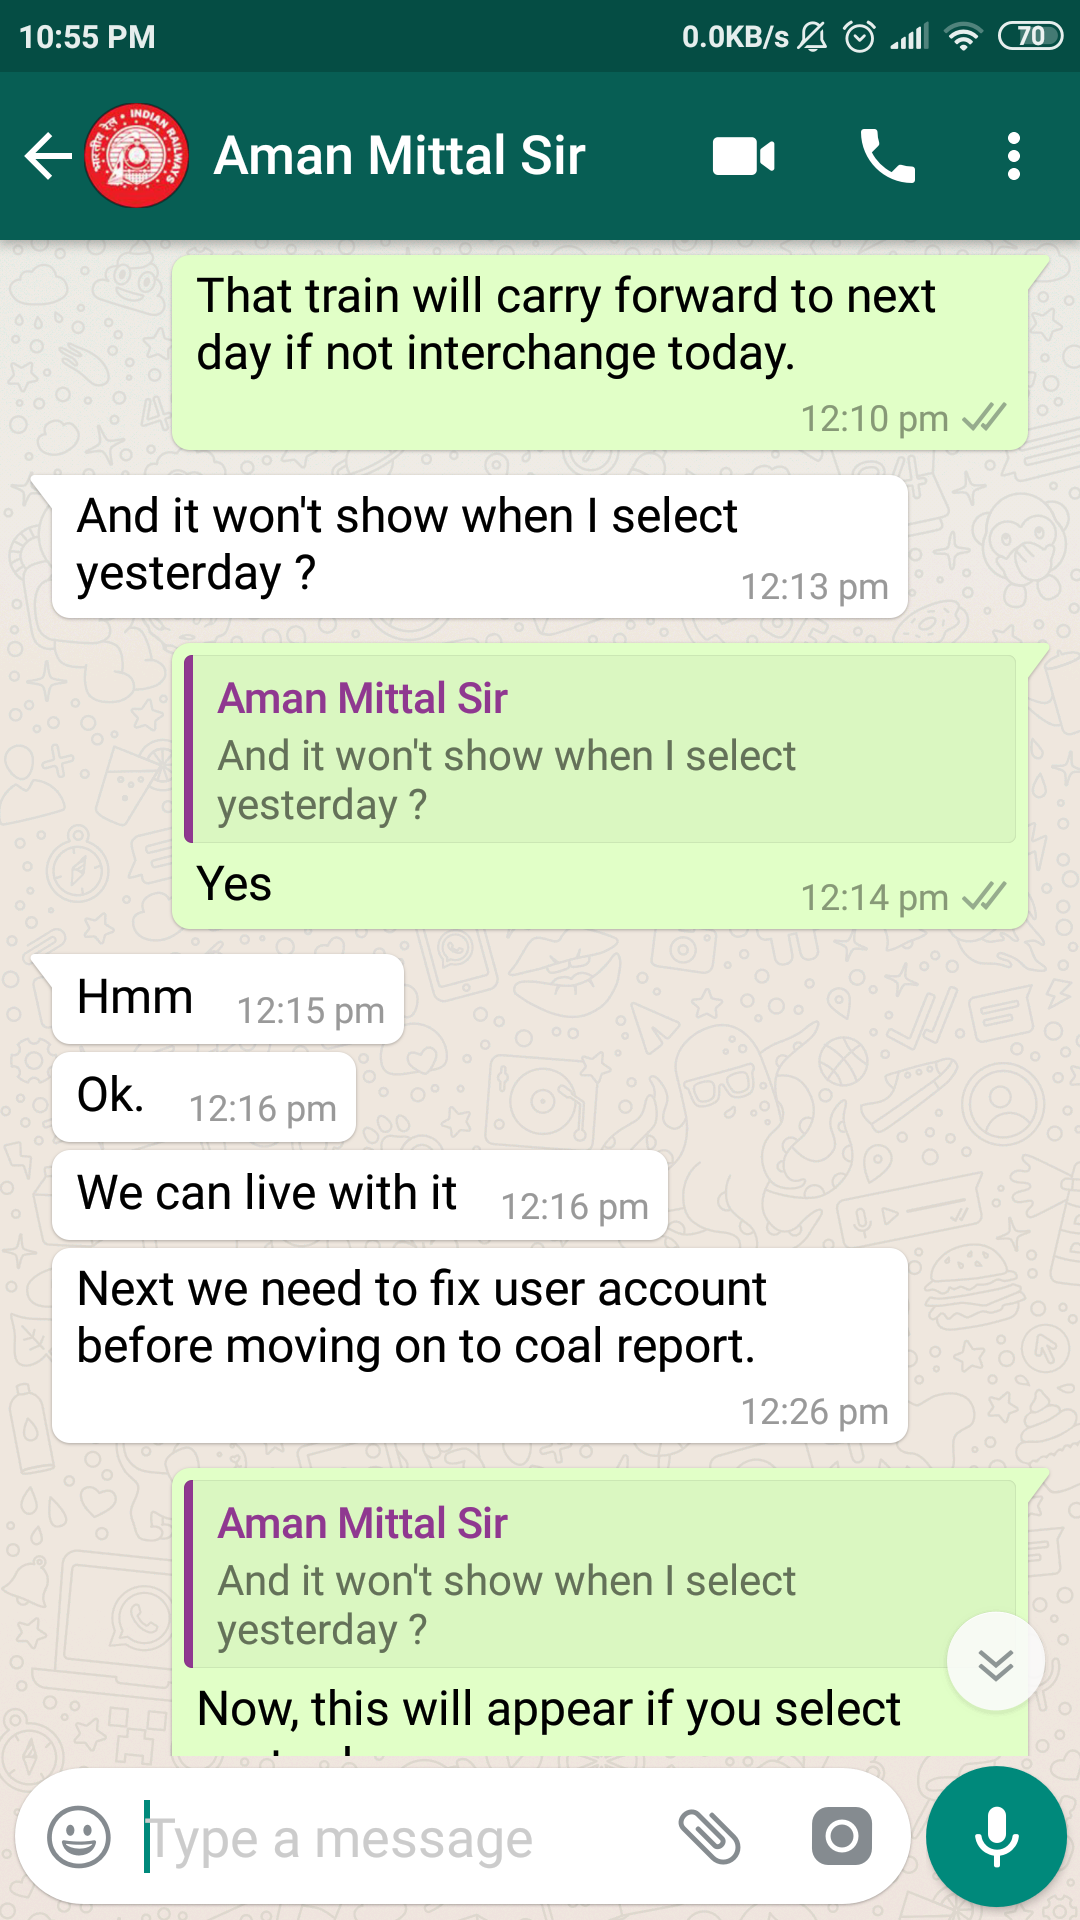 10:55 PM 0.0KB/s 70
भारतीय रेल INDIAN RAILWAYS
Aman Mittal Sir
That train will carry forward to next
day if not interchange today.
12:10 pm
And it won't show when I select
yesterday ?
12:13 pm
Aman Mittal Sir
And it won't show when I select
yesterday ?
Yes
12:14 pm
Hmm 12:15 pm
Ok. 12:16 pm
We can live with it 12:16 pm
Next we need to fix user account
before moving on to coal report.
12:26 pm
Aman Mittal Sir
And it won't show when I select
yesterday ?
Now, this will appear if you select
Type a message